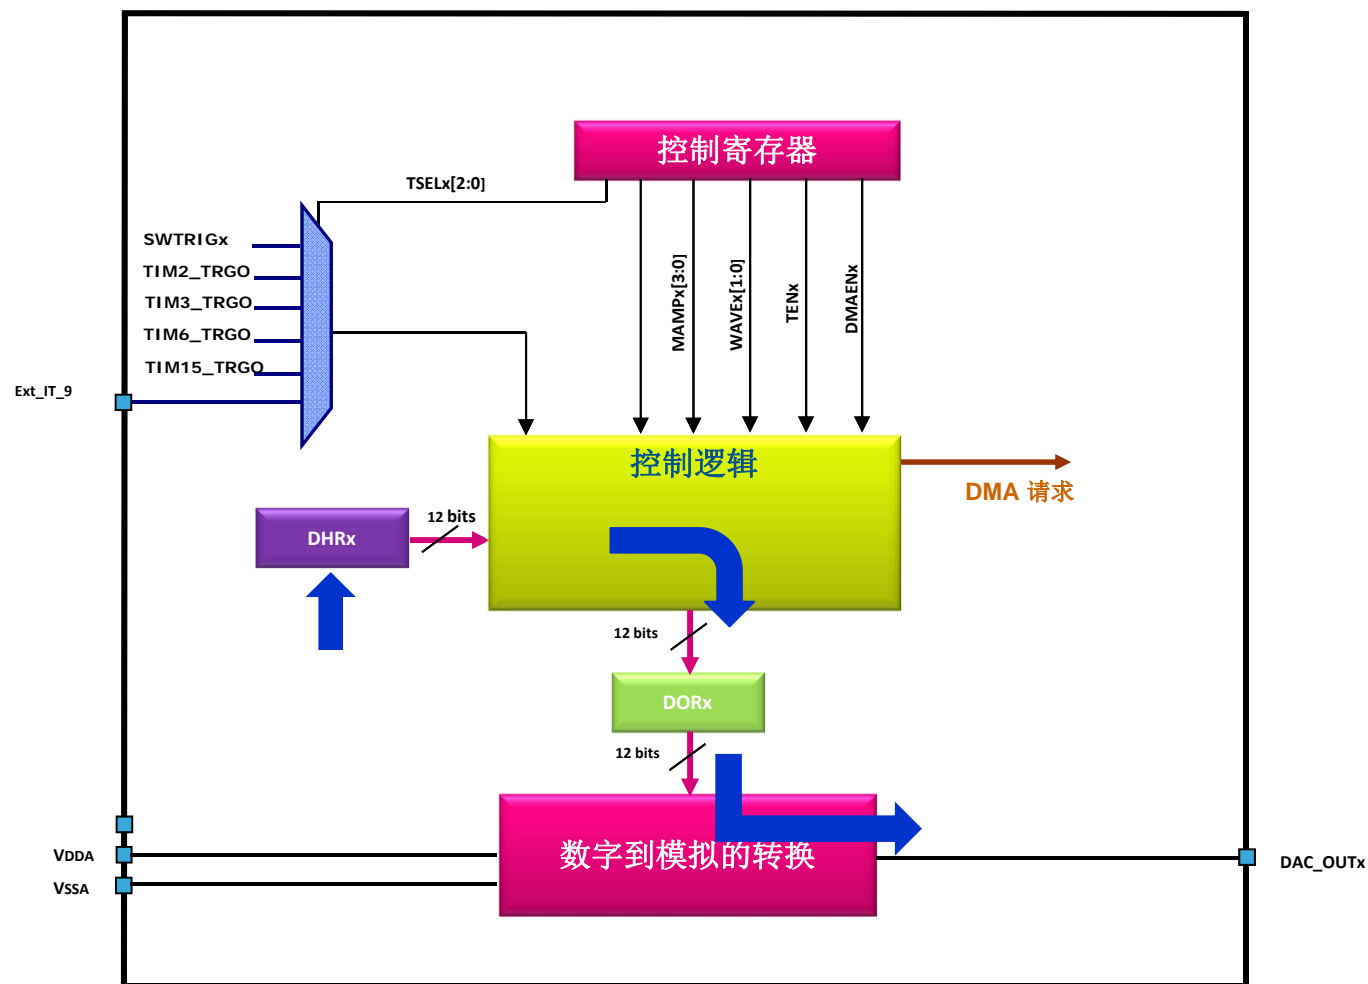 控制寄存器
TSELx[2:0]
SWTRIGx
TIM2_TRGO
TIM3_TRGO
TIM6_TRGO
TIM15_TRGO
Ext_IT_9
MAMPx[3:0]
WAVEx[1:0]
TENx
DMAENx
控制逻辑
DMA 请求
DHRx
12 bits
12 bits
DORx
12 bits
数字到模拟的转换
VDDA
VSSA
DAC_OUTx